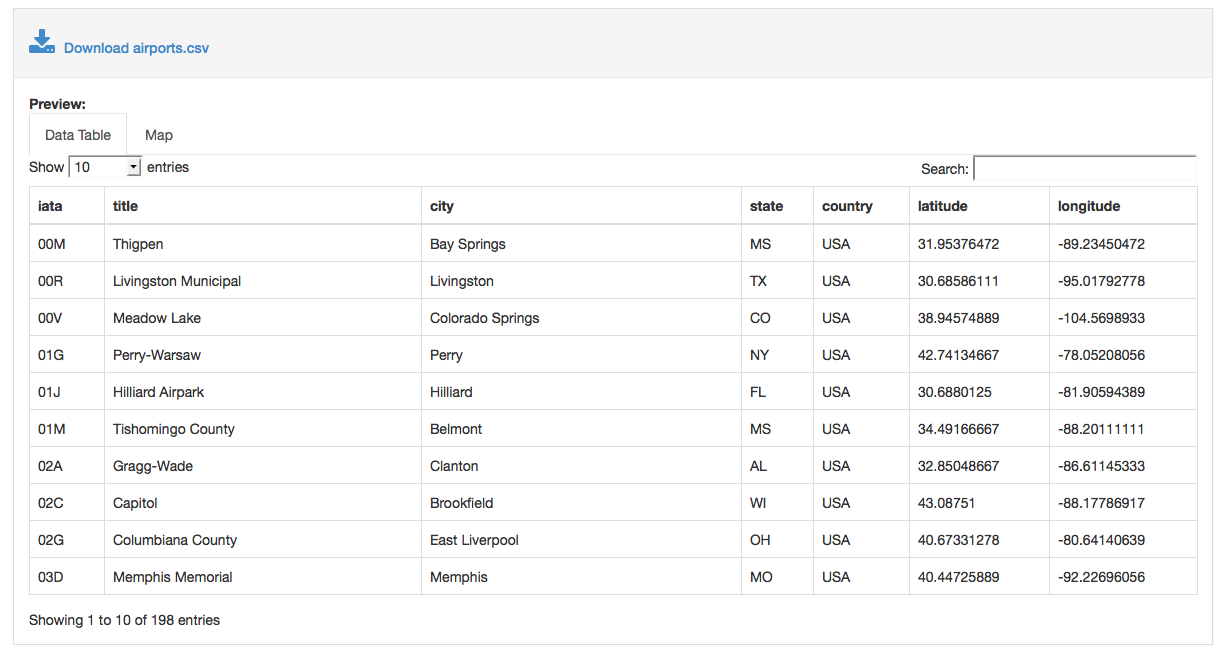 Download airports.csv
Preview:
Data Table Map
Show 10 entries Search:
iata title city state country latitude longitude
00M Thigpen Bay Springs MS USA 31.95376472 -89.23450472
00R Livingston Municipal Livingston TX USA 30.68586111 -95.01792778
00V Meadow Lake Colorado Springs CO USA 38.94574889 -104.5698933
01G Perry-Warsaw Perry NY USA 42.74134667 -78.05208056
01J Hilliard Airpark Hilliard FL USA 30.6880125 -81.90594389
01M Tishomingo County Belmont MS USA 34.49166667 -88.20111111
02A Gragg-Wade Clanton AL USA 32.85048667 -86.61145333
02C Capitol Brookfield WI USA 43.08751 -88.17786917
02G Columbiana County East Liverpool OH USA 40.67331278 -80.64140639
03D Memphis Memorial Memphis MO USA 40.44725889 -92.22696056
Showing 1 to 10 of 198 entries